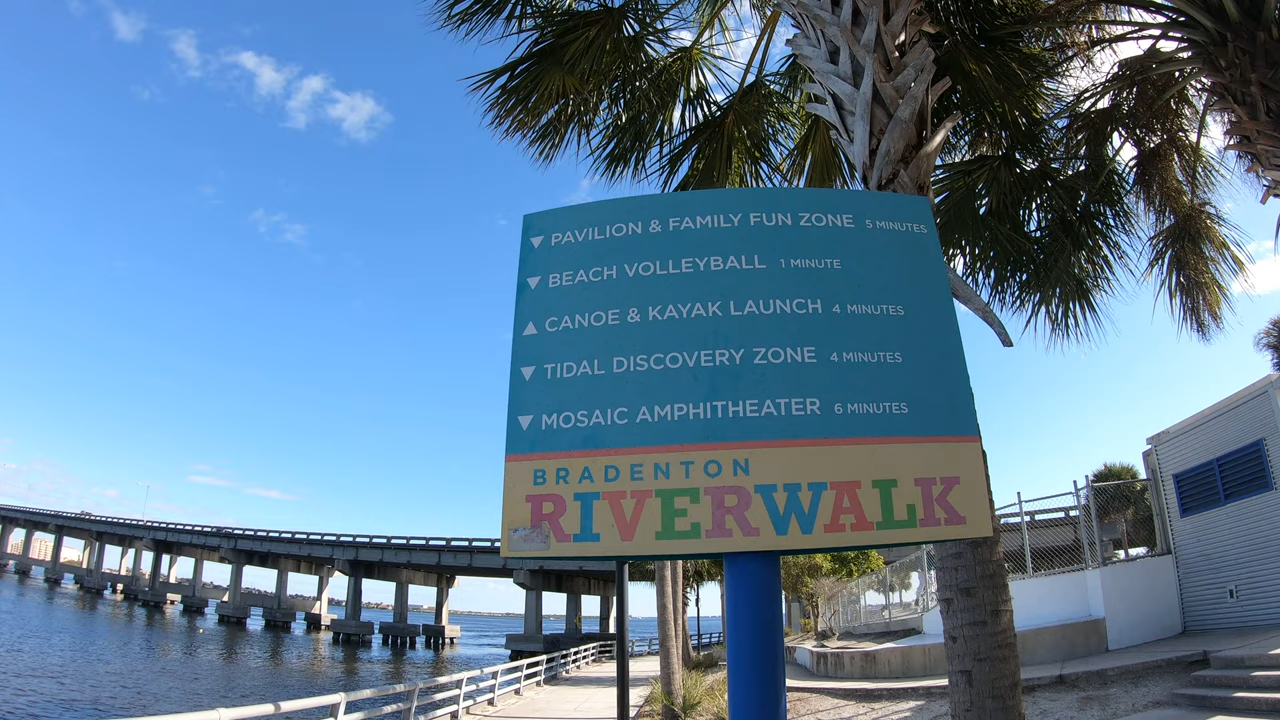 ▼ PAVILION & FAMILY FUN ZONE 5 MINUTES
▼ BEACH VOLLEYBALL 1 MINUTE
▲ CANOE & KAYAK LAUNCH 4 MINUTES
▼ TIDAL DISCOVERY ZONE 4 MINUTES
▼ MOSAIC AMPHITHEATER 6 MINUTES
BRADENTON
RIVERWALK